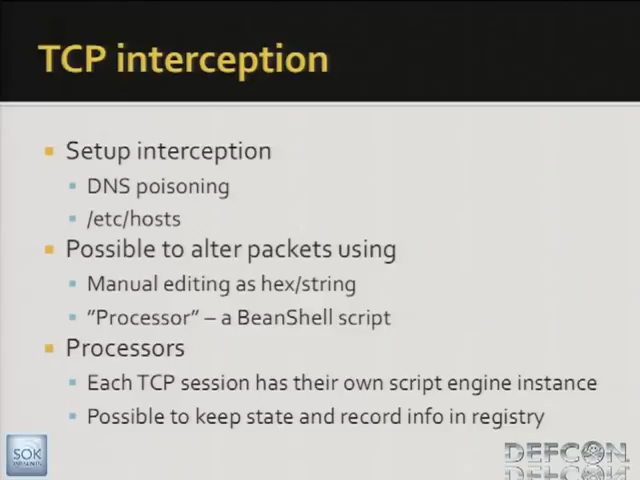 TCP interception
Setup interception
DNS poisoning
/etc/hosts
Possible to alter packets using
Manual editing as hex/string
”Processor” – a BeanShell script
Processors
Each TCP session has their own script engine instance
Possible to keep state and record info in registry
SOK
DEFCON